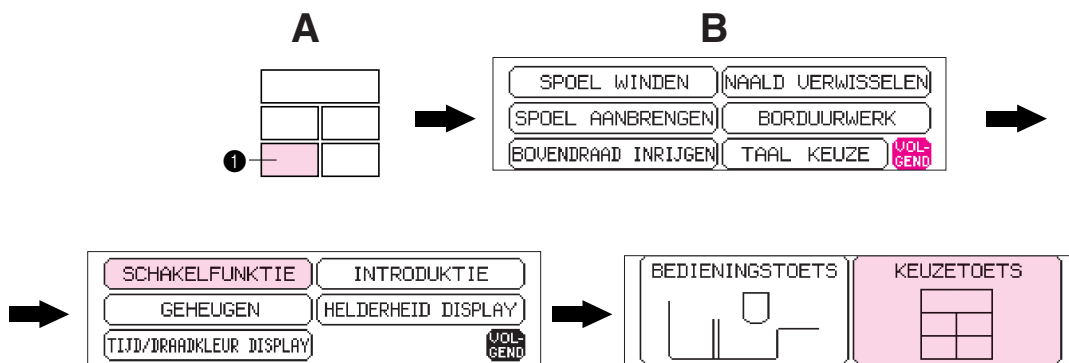 A
B
❶
SPOEL WINDEN
NAALD VERWISSELEN
SPOEL AANBRENGEN
BORDUURWERK
BOVENDRAAD INRIJGEN
TAAL KEUZE
VOL-
GEND
SCHAKELFUNKTIE
INTRODUKTIE
GEHEUGEN
HELDERHEID DISPLAY
TIJD/DRAADKLEUR DISPLAY
VOL-
GEND
BEDIENINGSTOETS
KEUZETOETS